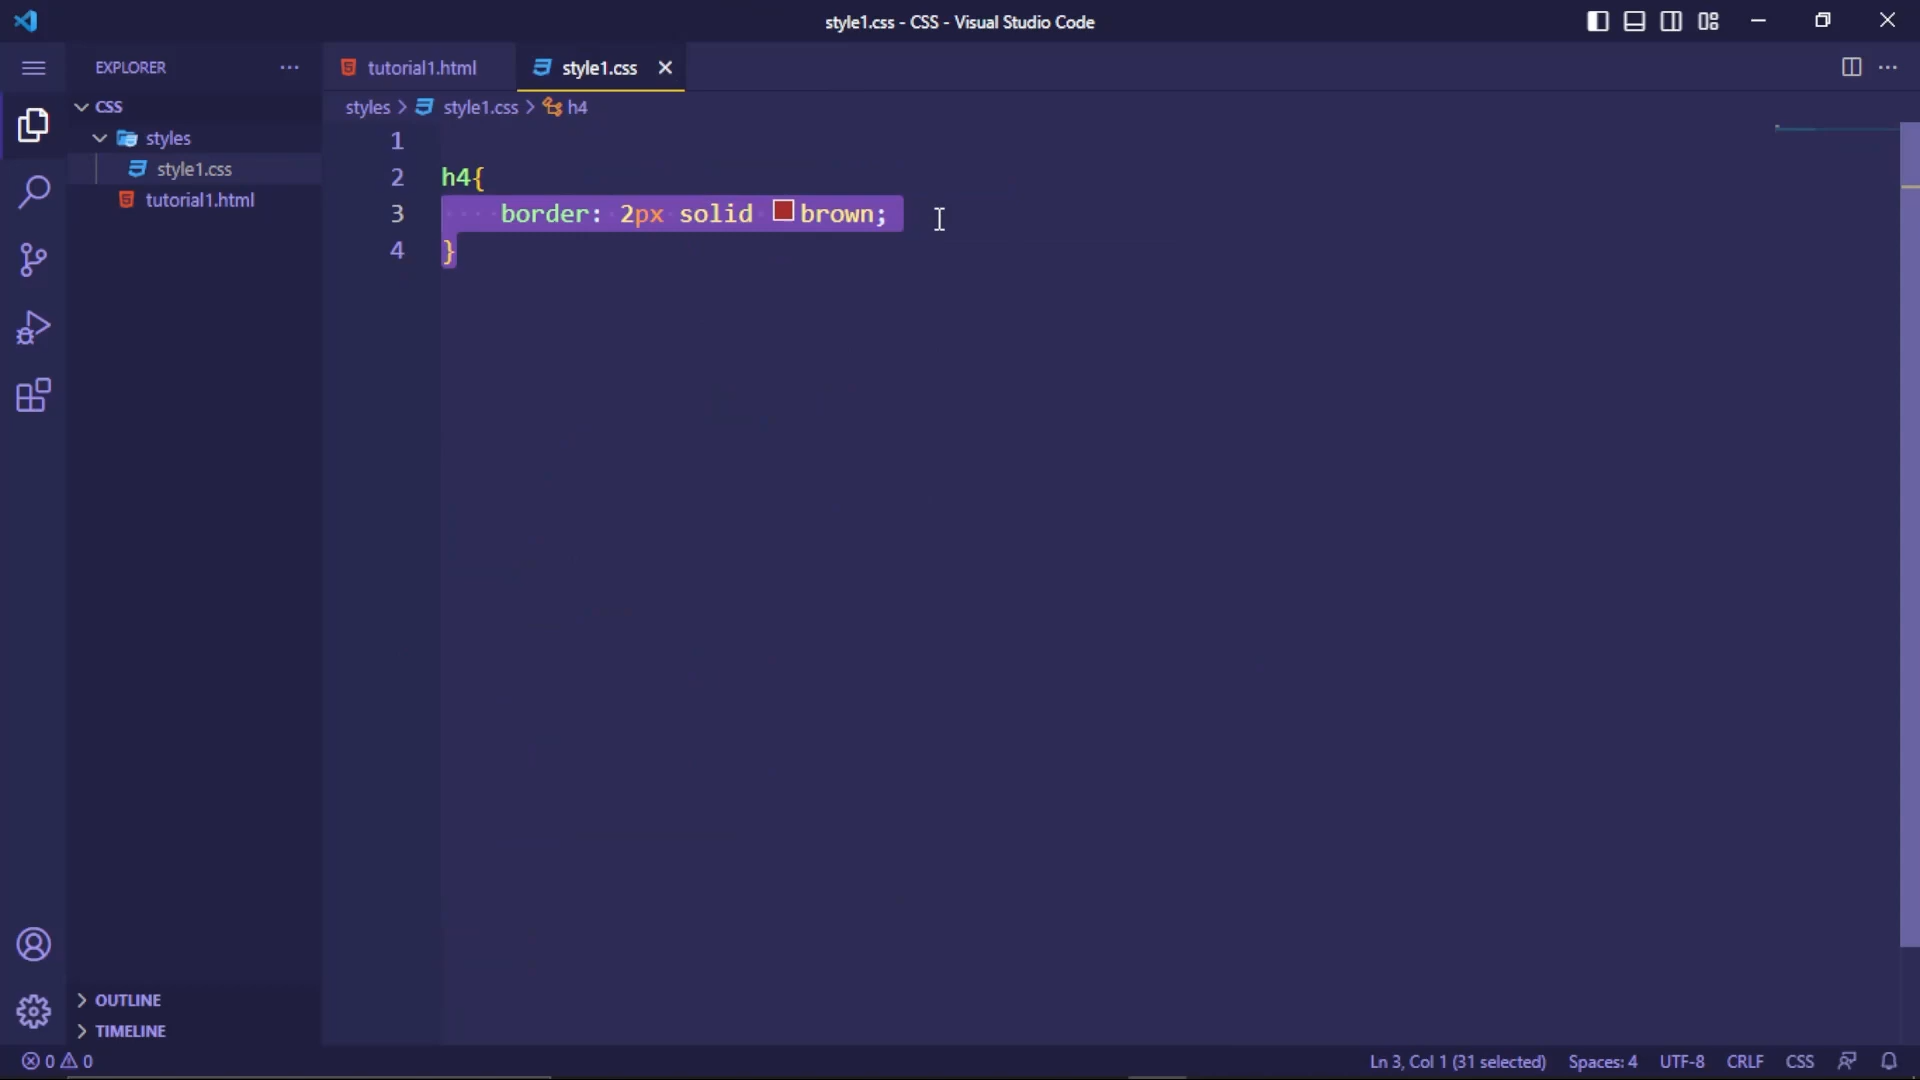 style1.css - CSS - Visual Studio Code
EXPLORER
tutorial1.html
style1.css
CSS
styles > style1.css > h4
styles
style1.css
tutorial1.html
1
2 h4{
3 border: 2px solid brown;
4 }
OUTLINE
TIMELINE
0 0
Ln 3, Col 1 (31 selected) Spaces: 4 UTF-8 CRLF CSS